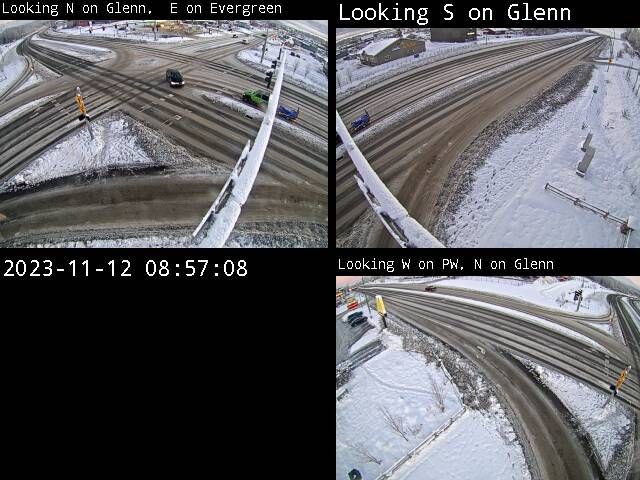 Looking N on Glenn,  E on Evergreen
Looking S on Glenn
2023-11-12 08:57:08
Looking W on PW, N on Glenn